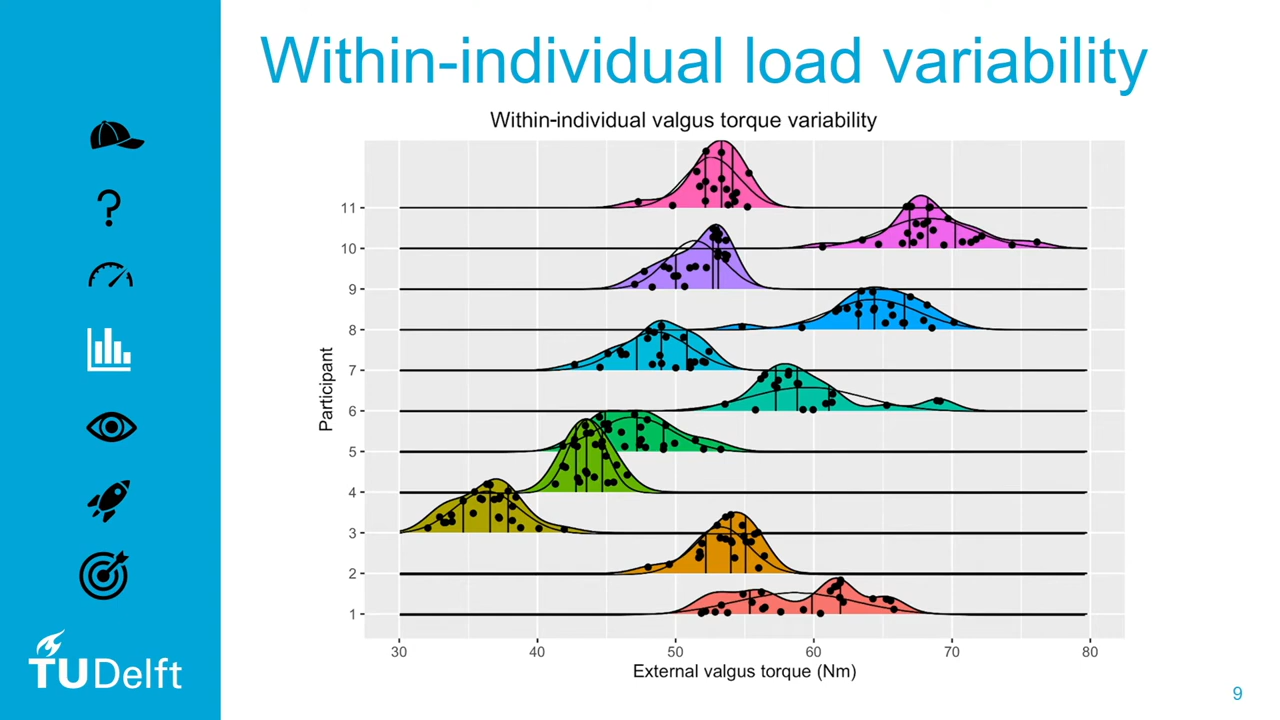 Within-individual load variability
Within-individual valgus torque variability
11
10
9
8
7
6
5
4
3
2
1
Participant
30 40 50 60 70 80
External valgus torque (Nm)
?
TUDelft
9